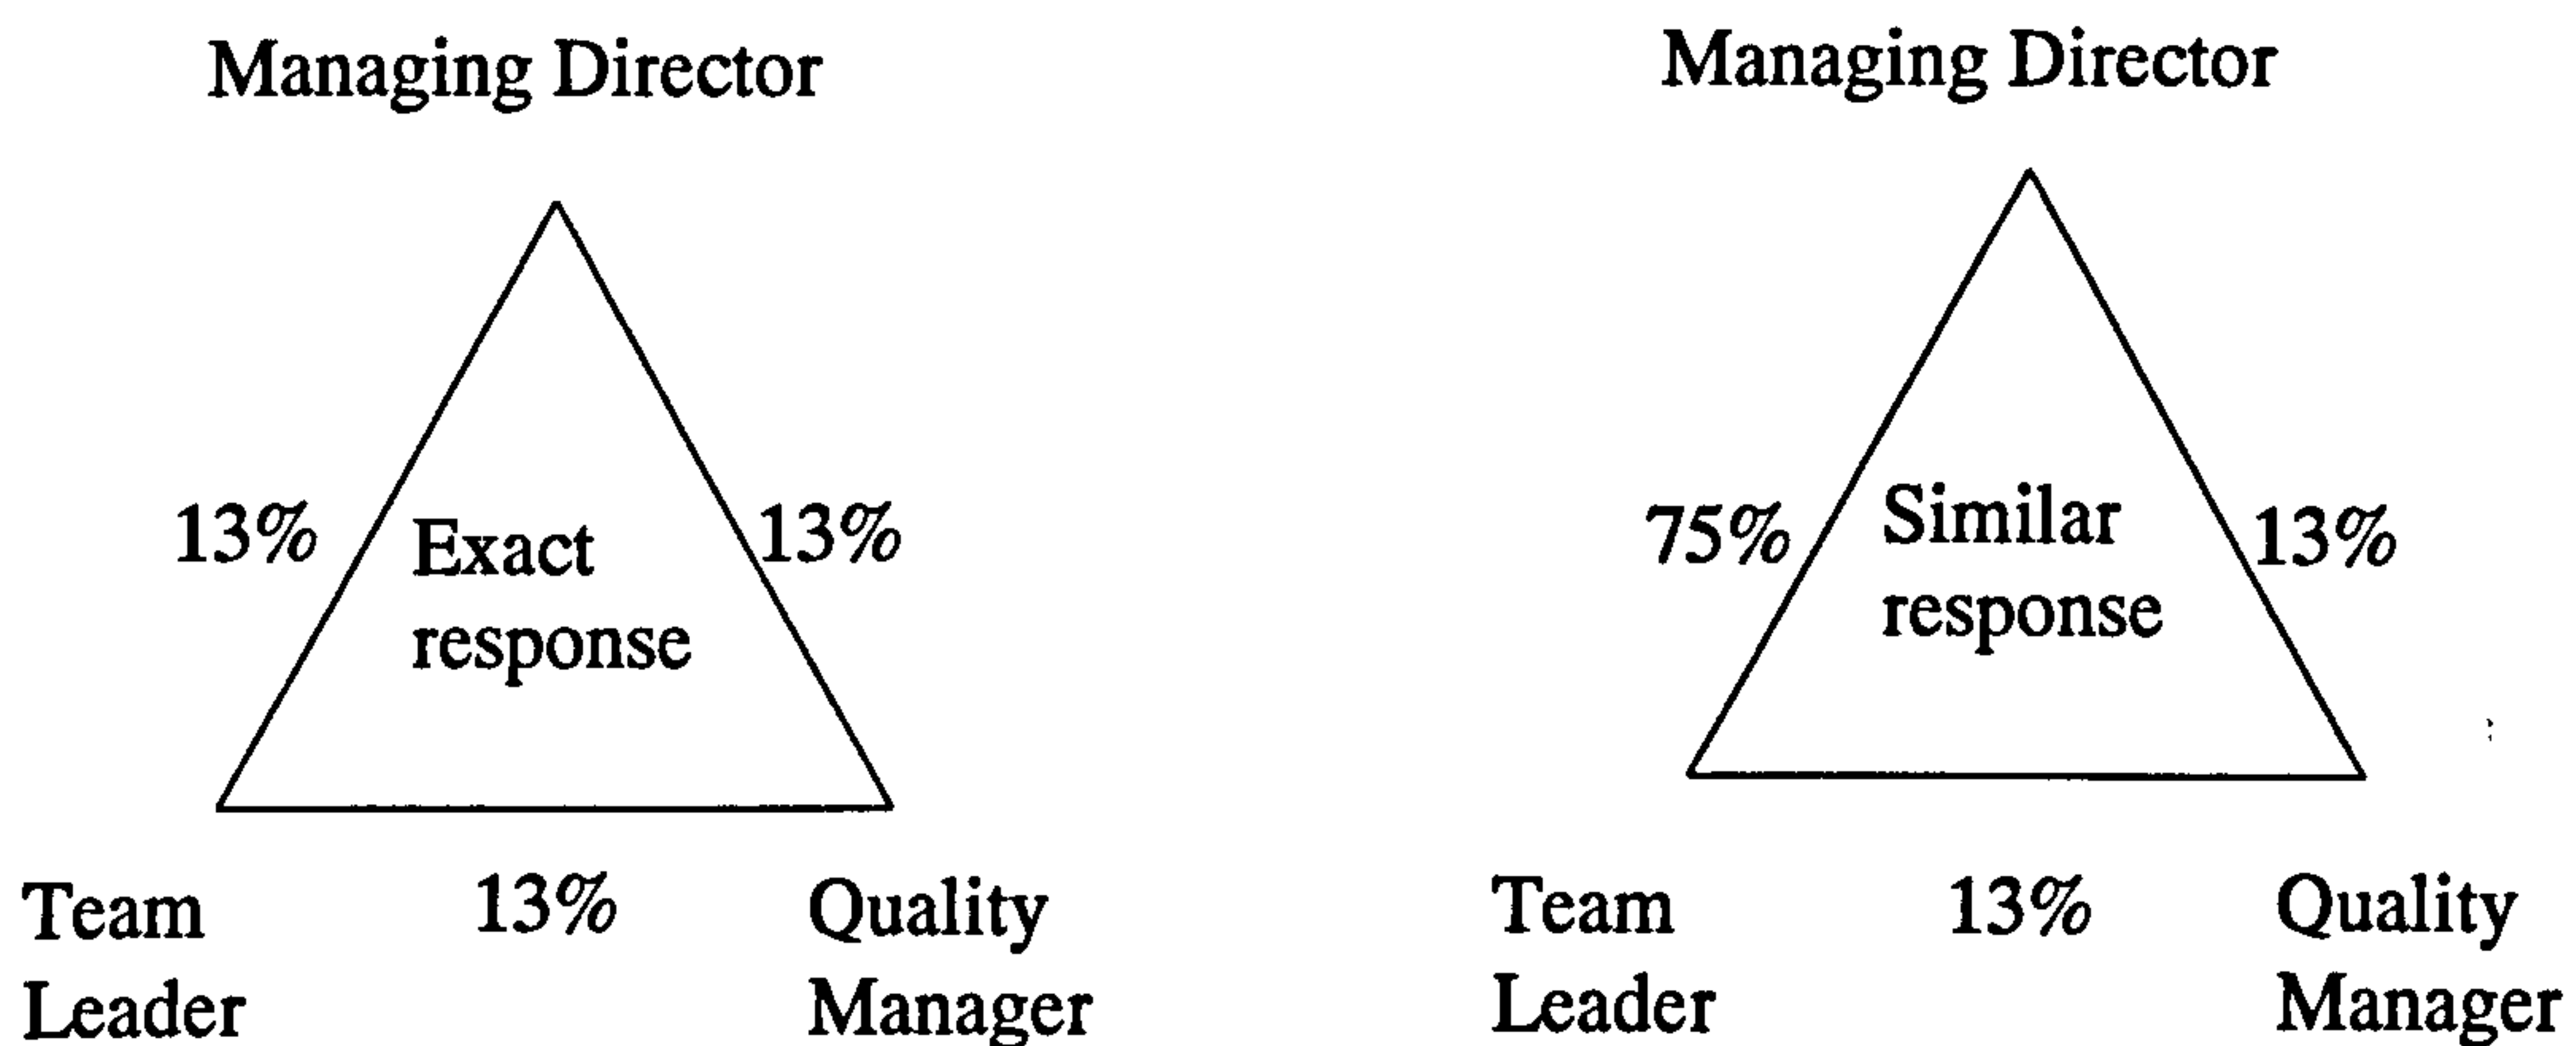 Managing Director
13%
Exact
response
13%
Team
Leader
13%
Quality
Manager
Managing Director
75%
Similar
response
13%
Team
Leader
13%
Quality
Manager